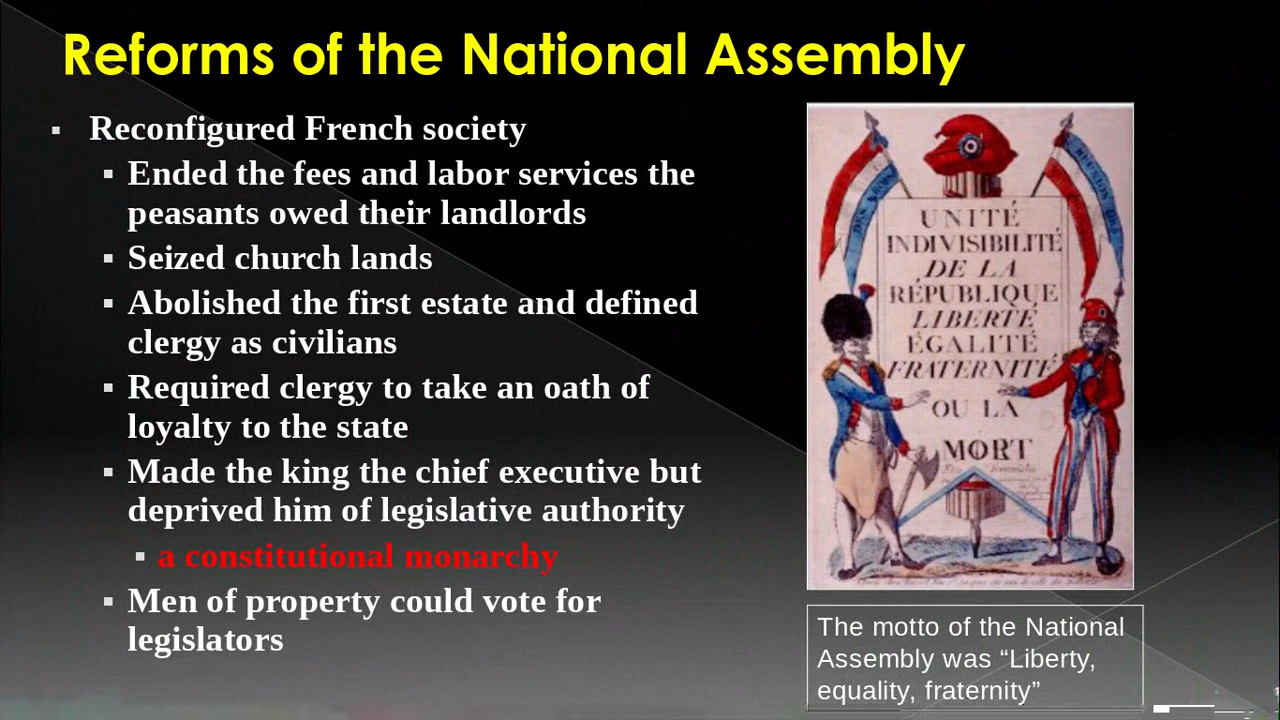 Reforms of the National Assembly
▪ Reconfigured French society
▪ Ended the fees and labor services the
peasants owed their landlords
▪ Seized church lands
▪ Abolished the first estate and defined
clergy as civilians
▪ Required clergy to take an oath of
loyalty to the state
▪ Made the king the chief executive but
deprived him of legislative authority
▪ a constitutional monarchy
▪ Men of property could vote for
legislators
UNITÉ
INDIVISIBILITÉ
DE LA
RÉPUBLIQUE
LIBERTÉ
ÉGALITÉ
FRATERNITÉ
OU LA
MORT
The motto of the National
Assembly was “Liberty,
equality, fraternity”